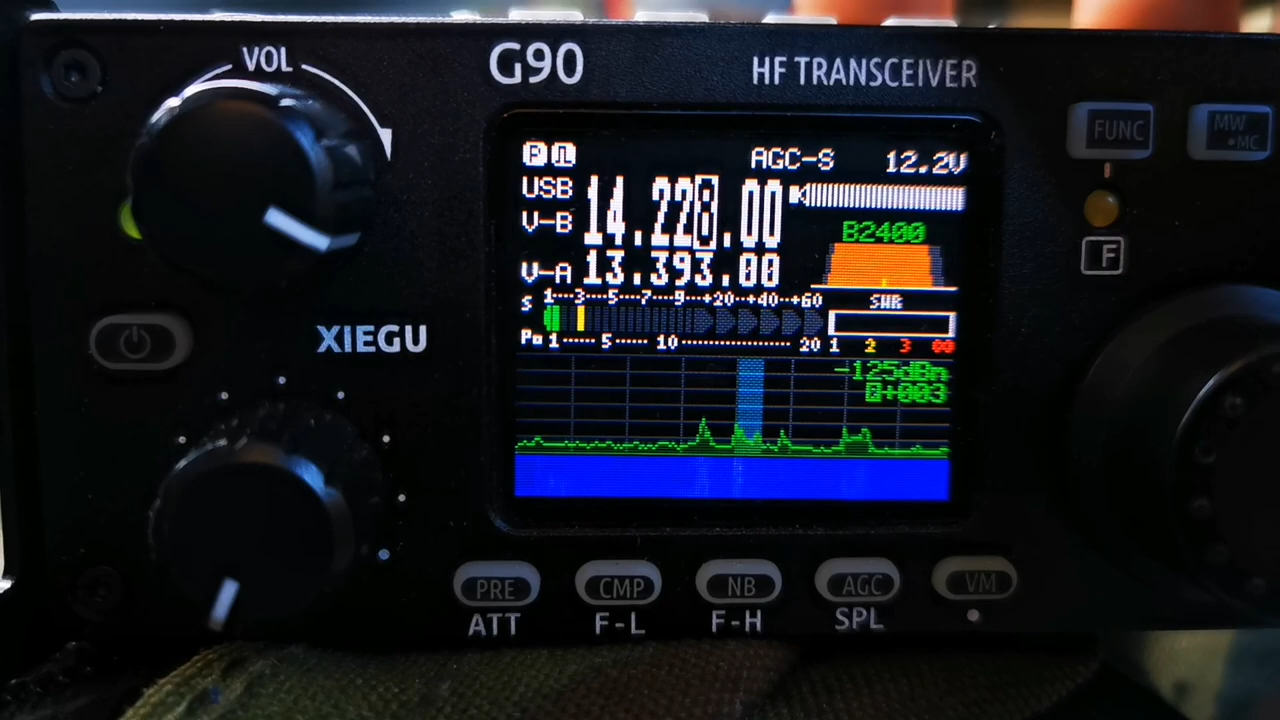 VOL
G90
HF TRANSCEIVER
FUNC
MW
•MC
F
P
AGC-S 12.2V
USB 14.228.00
V-B
V-A 13.393.00
B2400
S 1---3---5---7---9--+20--+40--+60
SWR
Po 1-----5-----10---------------20
1 2 3 ∞
-125dBm
D+003
XIEGU
PRE CMP NB AGC VM
ATT F-L F-H SPL •